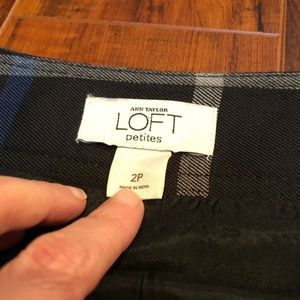 ANN TAYLOR
LOFT
petites
2P
MADE IN INDIA